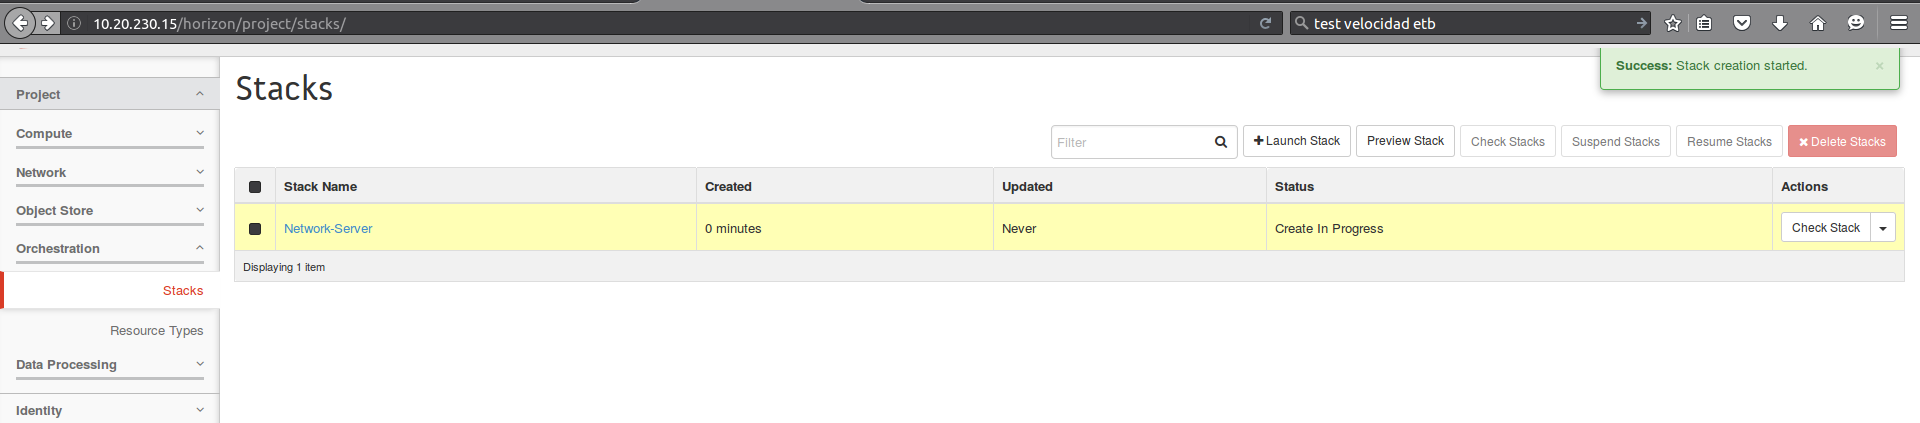 10.20.230.15/horizon/project/stacks/
test velocidad etb
Success: Stack creation started. ×
Stacks
Project
Compute
Network
Object Store
Orchestration
Stacks
Resource Types
Data Processing
Identity
Filter
Launch Stack
Preview Stack
Check Stacks
Suspend Stacks
Resume Stacks
Delete Stacks
Stack Name Created Updated Status Actions
Network-Server 0 minutes Never Create In Progress Check Stack
Displaying 1 item